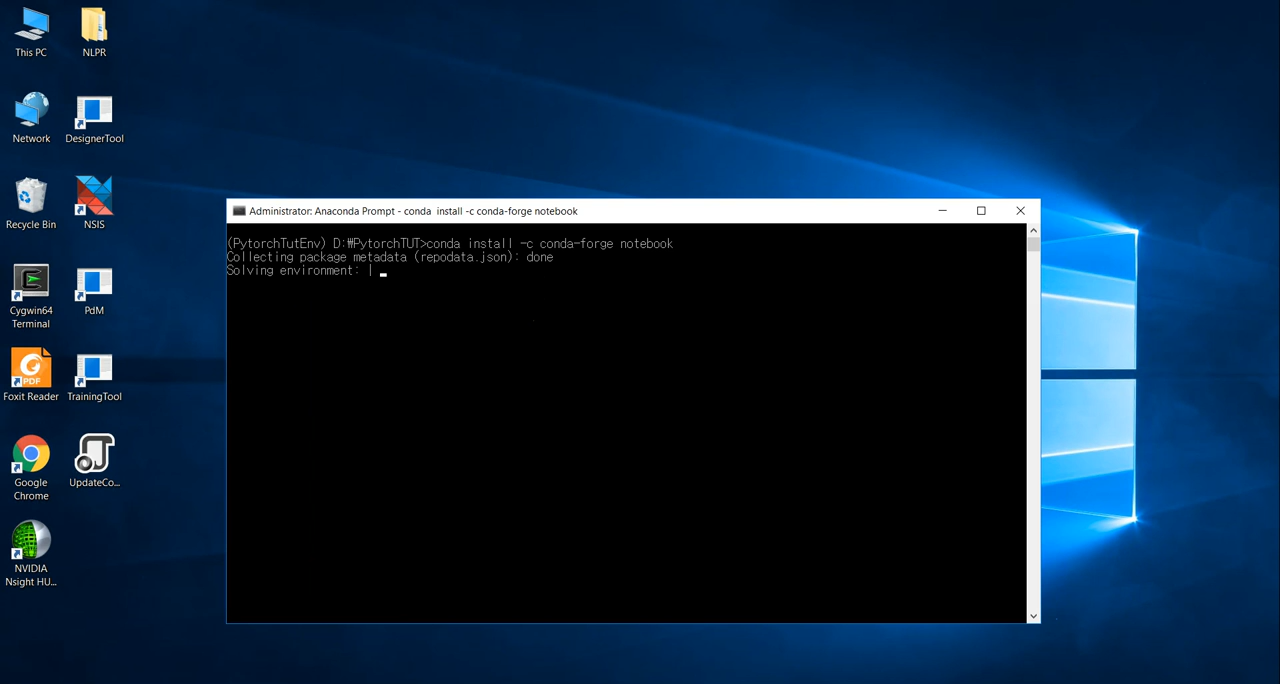 This PC
NLPR
Network
DesignerTool
Recycle Bin
NSIS
Cygwin64
Terminal
PdM
PDF
Foxit Reader
TrainingTool
Google
Chrome
UpdateCo...
NVIDIA
Nsight HU...
Administrator: Anaconda Prompt - conda  install -c conda-forge notebook
(PytorchTutEnv) D:₩PytorchTUT>conda install -c conda-forge notebook
Collecting package metadata (repodata.json): done
Solving environment: |